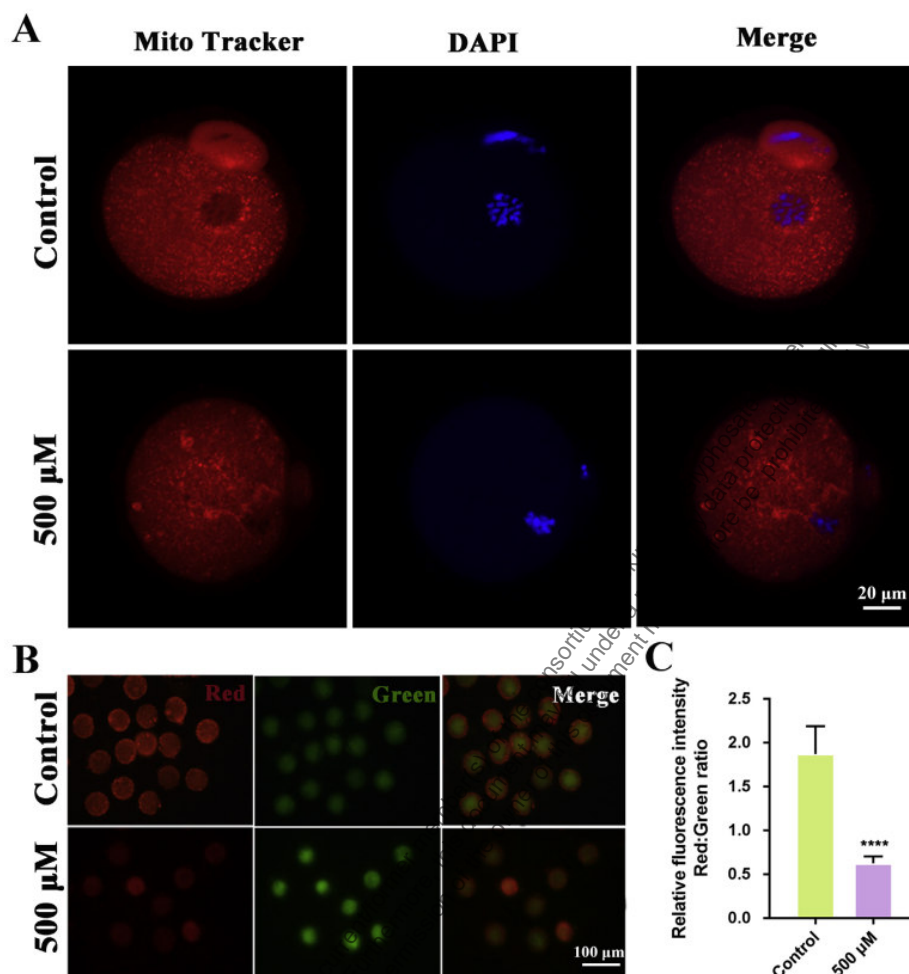 A
Mito Tracker
DAPI
Merge
Control
500 μM
20 μm
B
Red
Green
Merge
Control
500 μM
100 μm
C
Relative fluorescence intensity
Red:Green ratio
2.5
2.0
1.5
1.0
0.5
0.0
****
Control
500 μM